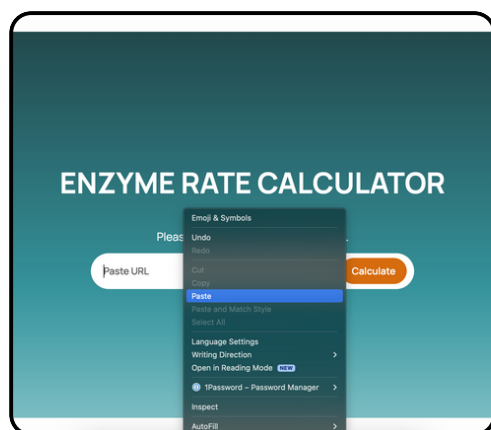 ENZYME RATE CALCULATOR
Emoji & Symbols
Pleas
Undo
.
Redo
Paste URL
Cut
Calculate
Copy
Paste
Paste and Match Style
Select All
Language Settings
Writing Direction
Open in Reading Mode NEW
1Password – Password Manager
Inspect
AutoFill